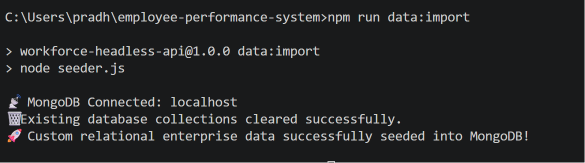 C:\Users\pradh\employee-performance-system>npm run data:import
> workforce-headless-api@1.0.0 data:import
> node seeder.js
📡 MongoDB Connected: localhost
🗑️Existing database collections cleared successfully.
🚀 Custom relational enterprise data successfully seeded into MongoDB!